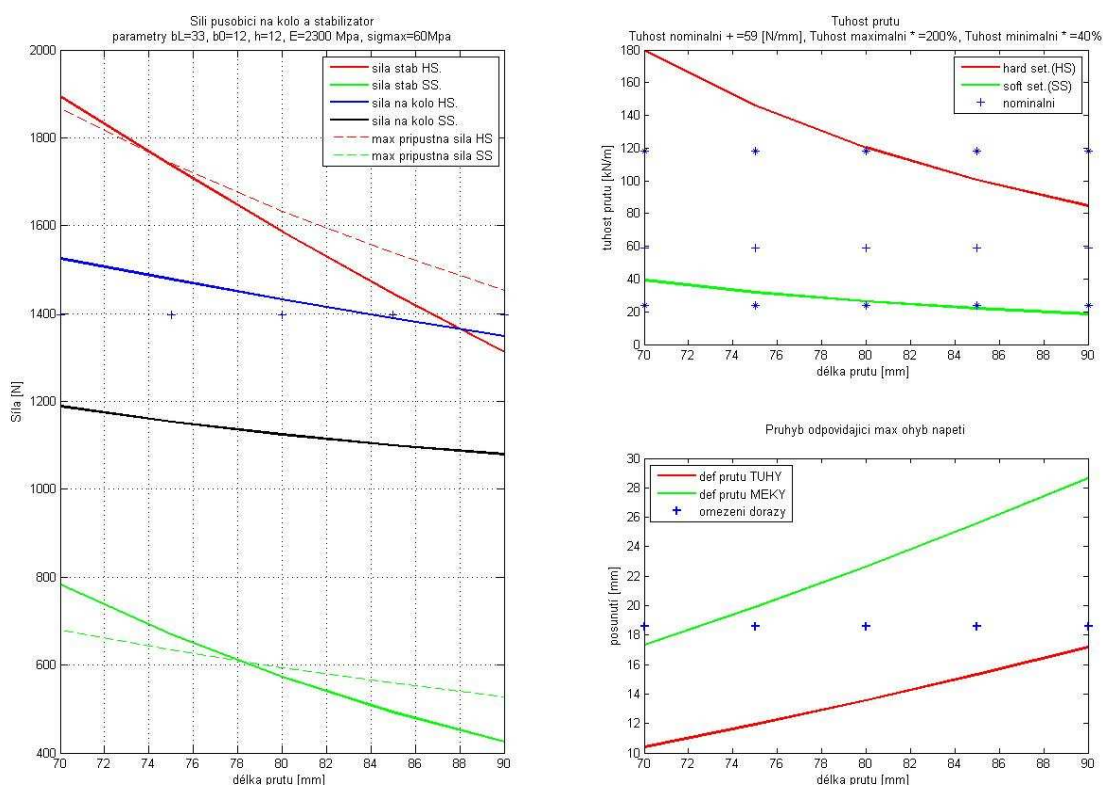 Sili pusobici na kolo a stabilizator
parametry bL=33, b0=12, h=12, E=2300 Mpa, sigmax=60Mpa
2000
1800
1600
1400
1200
1000
800
600
400
Síla [N]
sila stab HS.
sila stab SS.
sila na kolo HS.
sila na kolo SS.
max pripustna sila HS
max pripustna sila SS
70 72 74 76 78 80 82 84 86 88 90
délka prutu [mm]
Tuhost prutu
Tuhost nominalni + =59 [N/mm], Tuhost maximalni * =200%, Tuhost minimalni * =40%
180
160
140
120
100
80
60
40
20
0
tuhost prutu [kN/m]
hard set.(HS)
soft set.(SS)
nominalni
70 72 74 76 78 80 82 84 86 88 90
délka prutu [mm]
Pruhyb odpovidajici max ohyb napeti
30
28
26
24
22
20
18
16
14
12
10
posunutí [mm]
def prutu TUHY
def prutu MEKY
omezeni dorazy
70 72 74 76 78 80 82 84 86 88 90
délka prutu [mm]